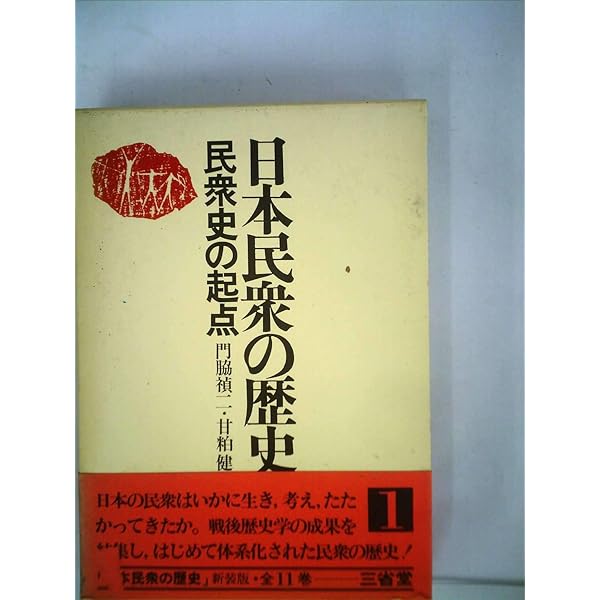 日本民衆の歴史
民衆史の起点
門脇禎二・甘粕健
1
日本の民衆はいかに生き,考え,たた
かってきたか。戦後歴史学の成果を
集し,はじめて体系化された民衆の歴史!
本民衆の歴史」新装版・全11巻――三省堂